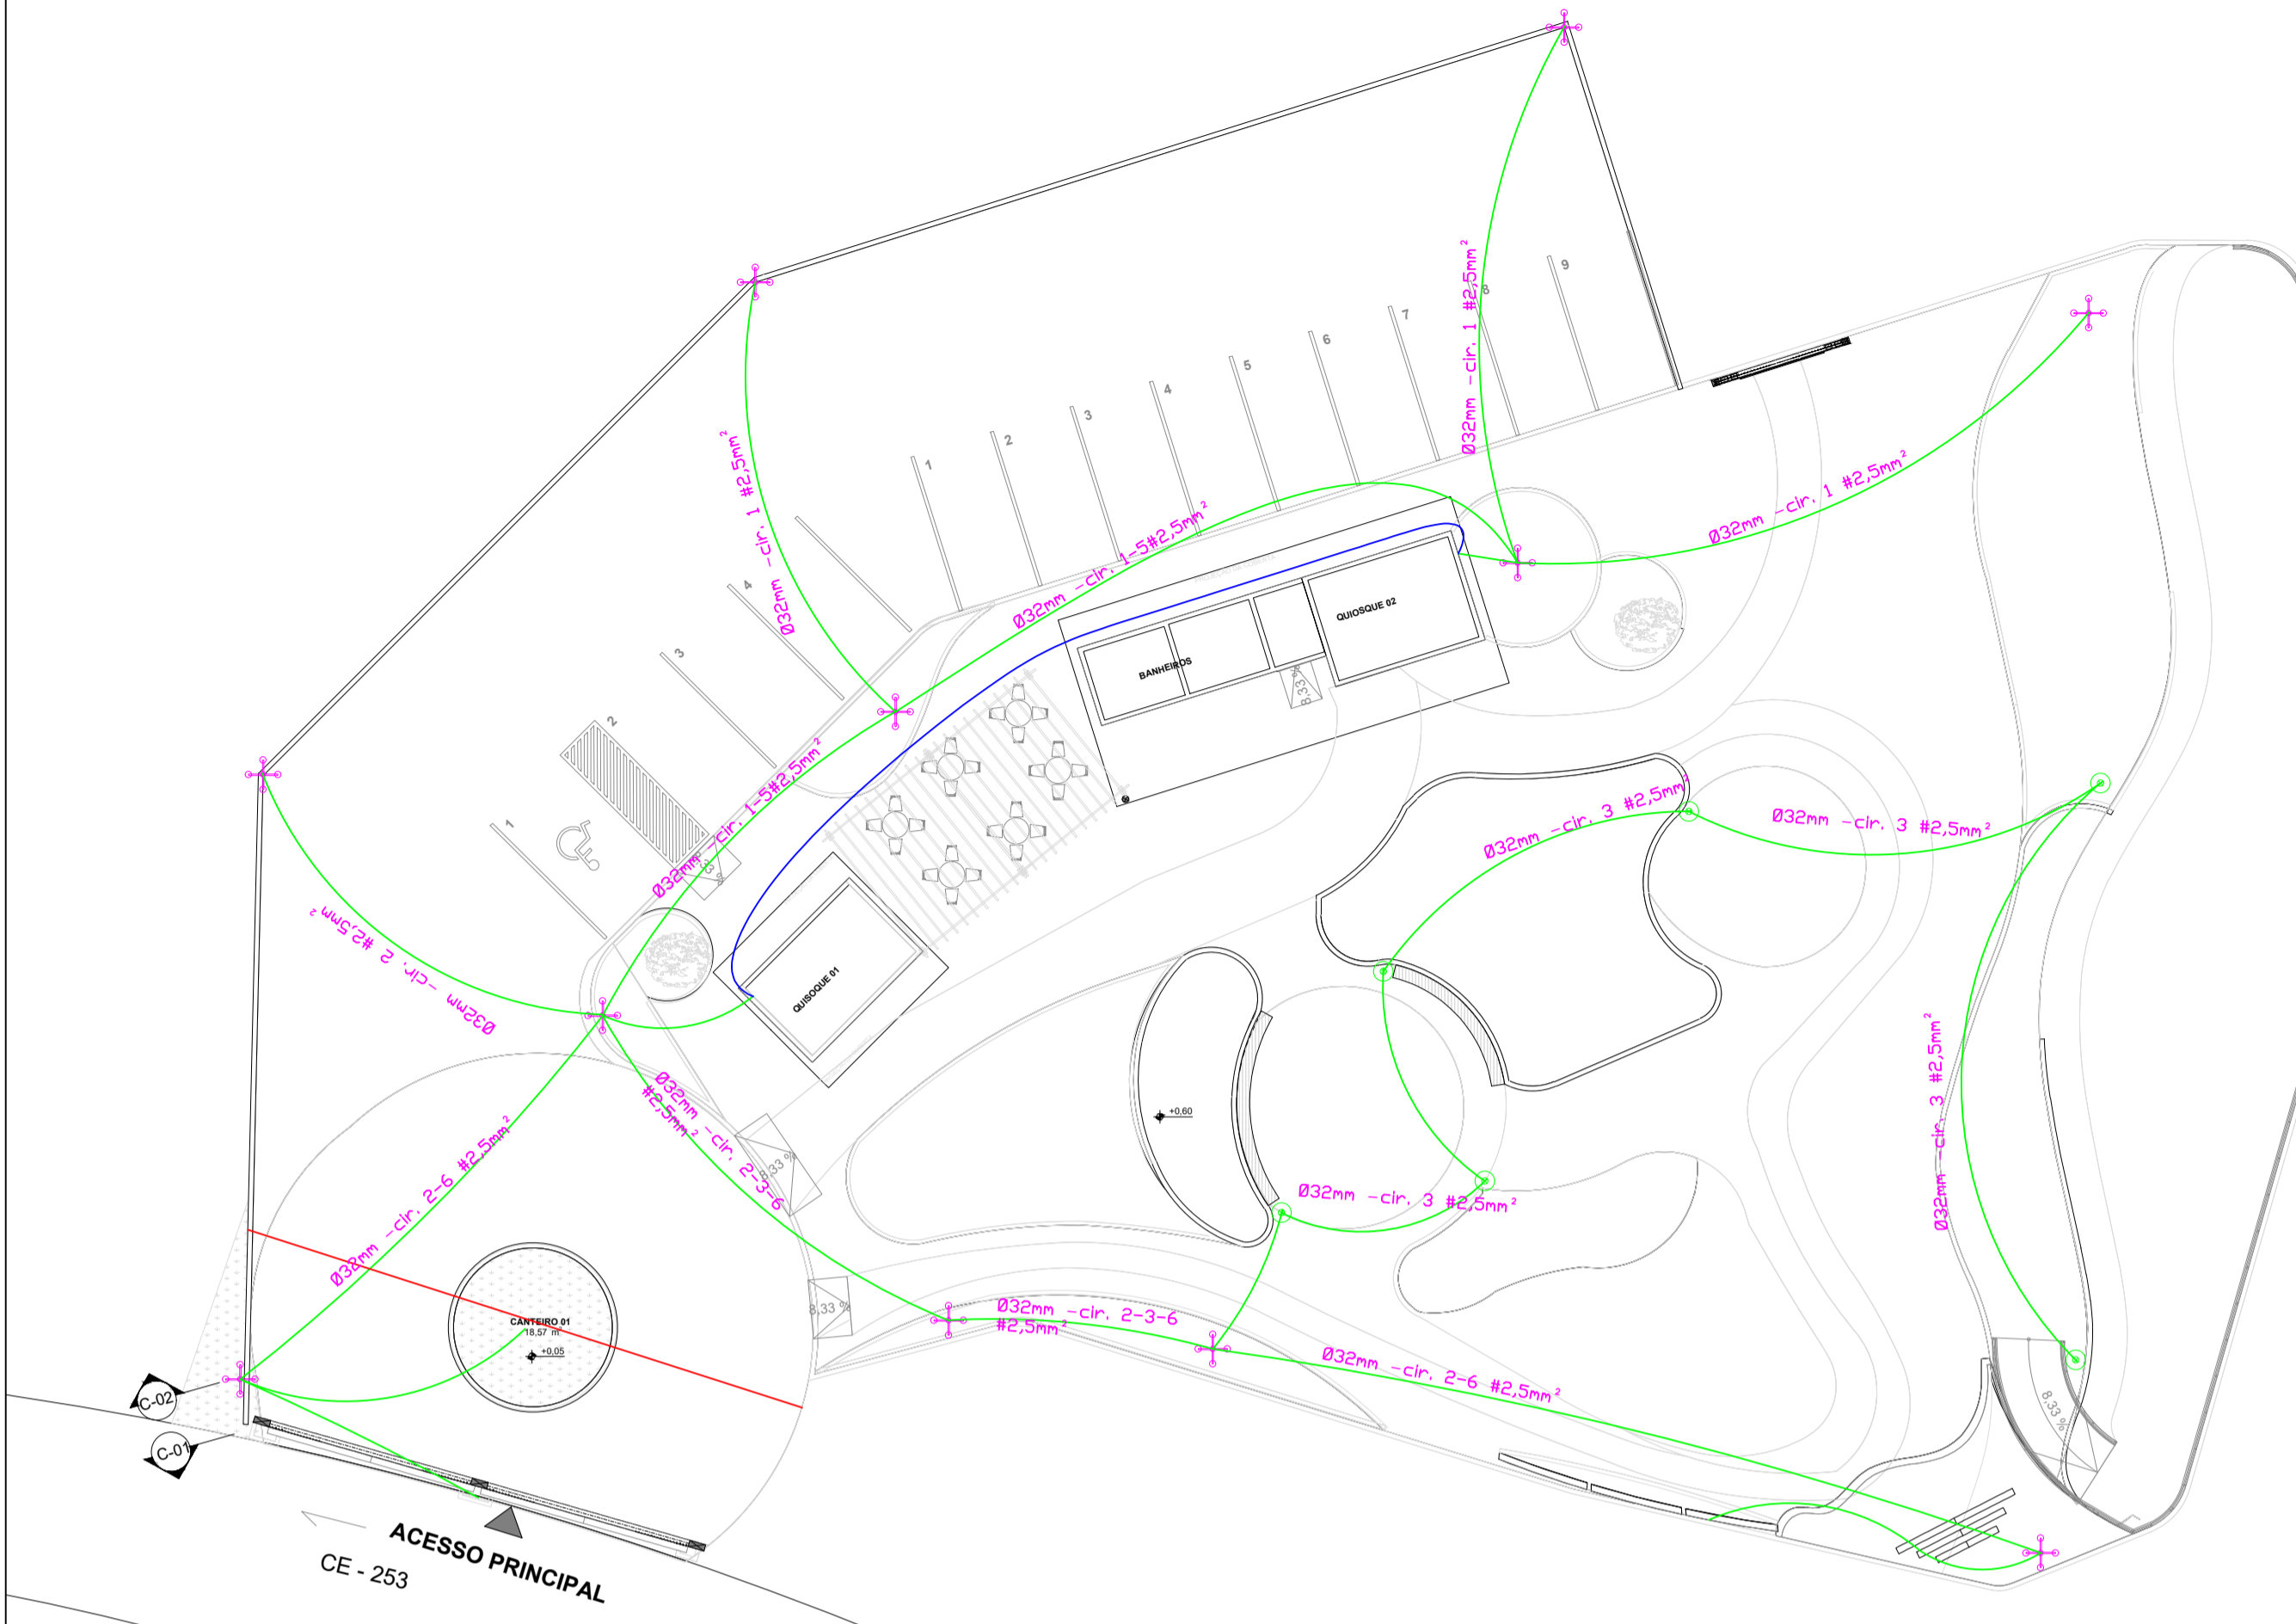 Ø32mm -cir. 1 #2,5mm²
9
8
7
6
5
4
3
2
1
Ø32mm -cir. 1 #2,5mm²
Ø32mm -cir. 1 #2,5mm²
Ø32mm -cir. 1-5#2,5mm²
4
3
2
1
QUIOSQUE 02
BANHEIROS
8,33 %
Ø32mm -cir. 1-5#2,5mm²
Ø32mm -cir. 3 #2,5mm²
Ø32mm -cir. 3 #2,5mm²
Ø32mm -cir. 2 #2,5mm²
QUISOQUE 01
Ø32mm -cir. 2-3-6
#2,5mm²
8,33 %
+0,60
Ø32mm -cir. 3 #2,5mm²
Ø32mm -cir. 3 #2,5mm²
Ø32mm -cir. 2-6 #2,5mm²
8,33 %
Ø32mm -cir. 2-3-6
#2,5mm²
CANTEIRO 01
18,57 m²
+0,05
Ø32mm -cir. 2-6 #2,5mm²
8,33 %
C-02
C-01
ACESSO PRINCIPAL
CE - 253